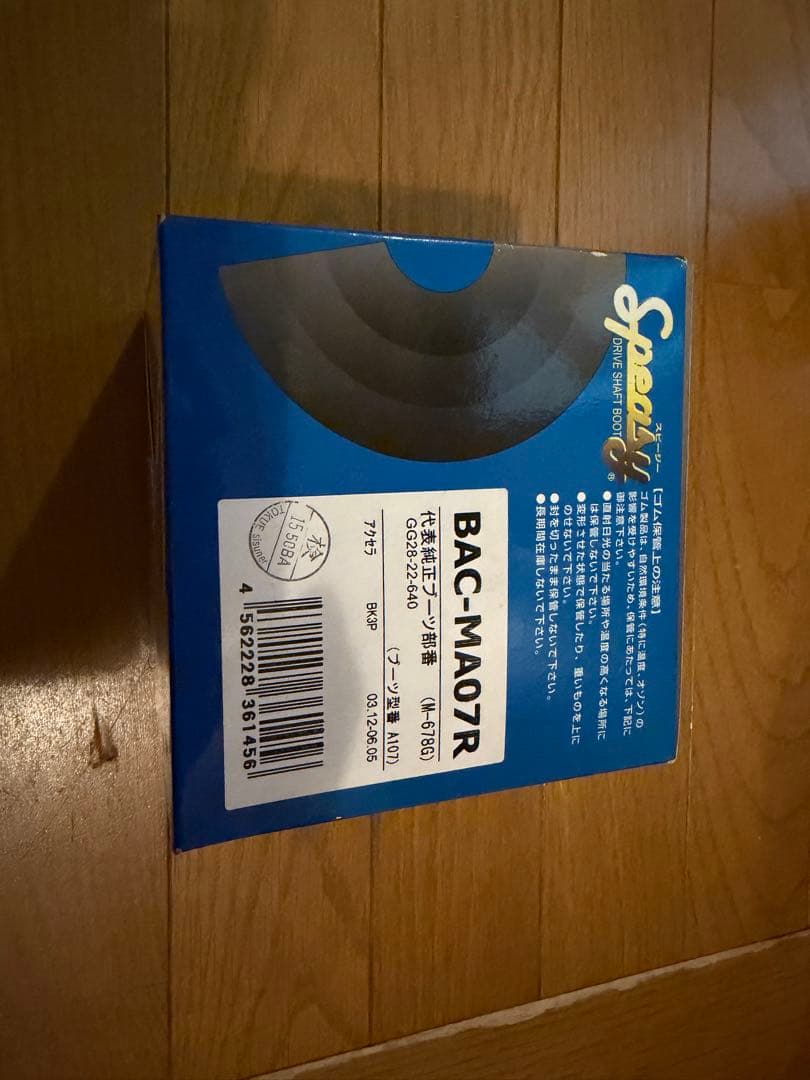 Speasy®
スピージー
DRIVE SHAFT BOOT
【ゴム保管上の注意】
ゴム製品は、自然環境条件(特に温度、オゾン)の
影響を受けやすいため、保管にあたっては、下記に
御注意下さい。
●直射日光の当たる場所や温度の高くなる場所に
は保管しないで下さい。
●変形させた状態で保管したり、重いものを上に
のせないで下さい。
●封を切ったまま保管しないで下さい。
●長期間在庫しないで下さい。
BAC-MA07R
代表純正ブーツ部番 (M-678G)
GG28-22-640
(ブーツ型番 A107)
アクセラ BK3P 03.12-06.05
4 562228 361456
15.508.A